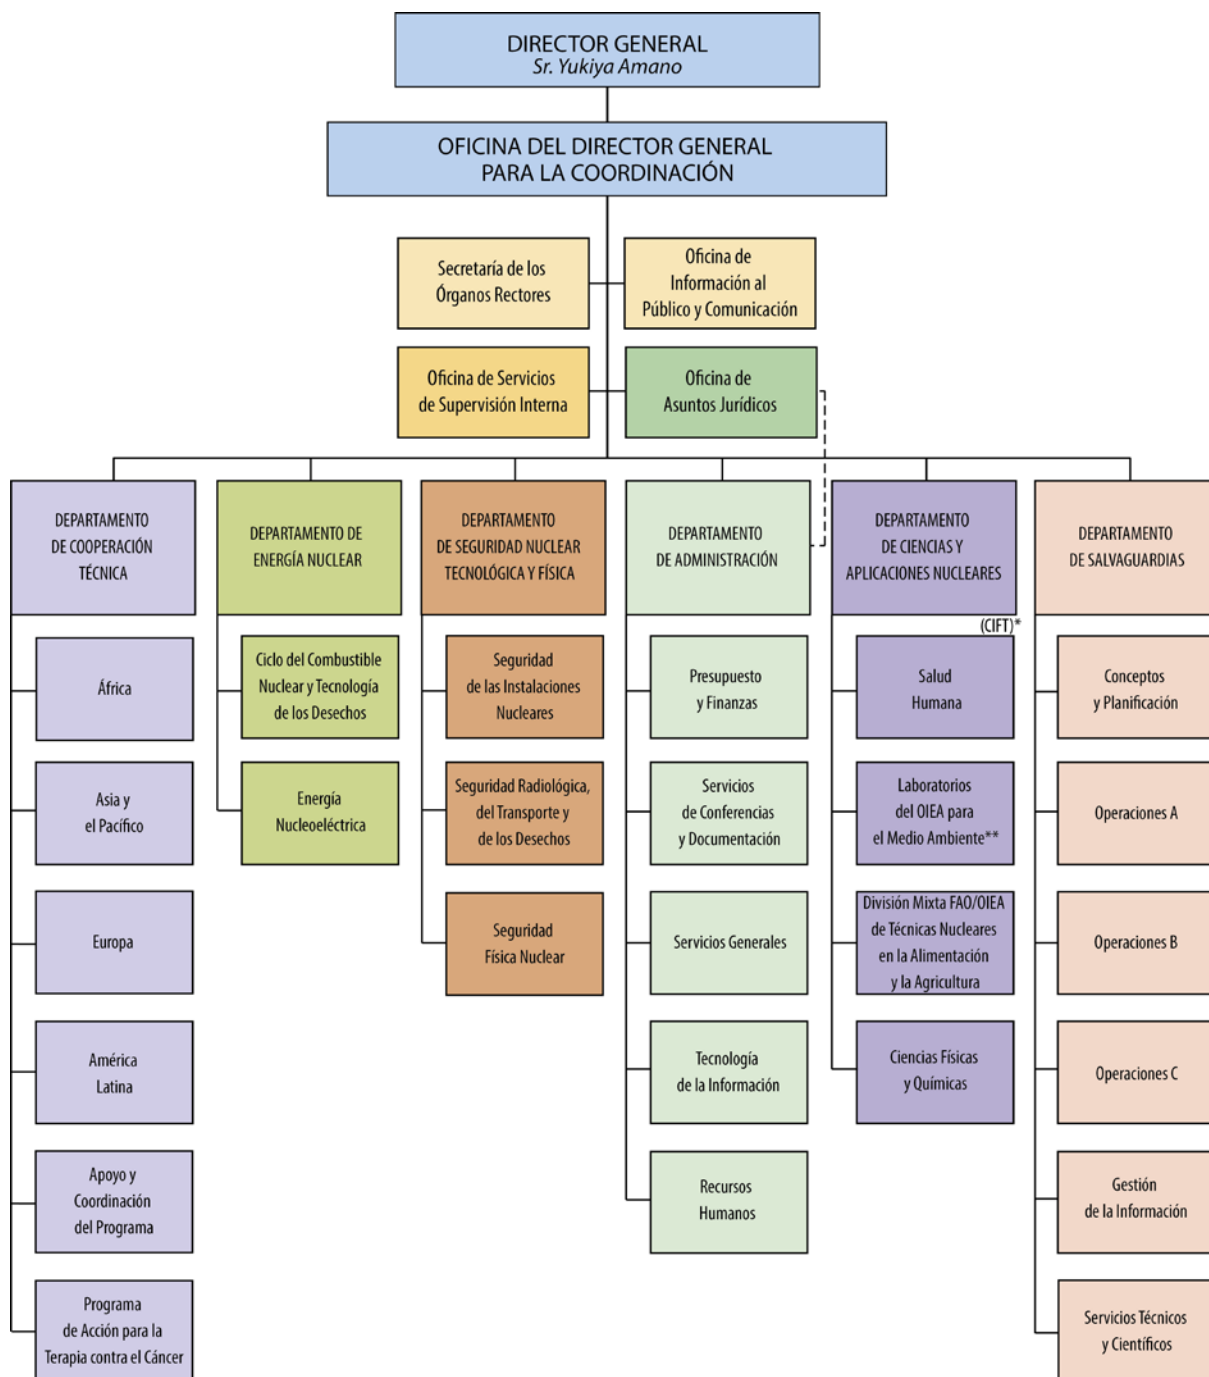 DIRECTOR GENERAL
Sr. Yukiya Amano
OFICINA DEL DIRECTOR GENERAL
PARA LA COORDINACIÓN
Secretaría de los
Órganos Rectores
Oficina de
Información al
Público y Comunicación
Oficina de Servicios
de Supervisión Interna
Oficina de
Asuntos Jurídicos
DEPARTAMENTO
DE COOPERACIÓN
TÉCNICA
DEPARTAMENTO DE
ENERGÍA NUCLEAR
DEPARTAMENTO
DE SEGURIDAD NUCLEAR
TECNOLÓGICA Y FÍSICA
DEPARTAMENTO
DE ADMINISTRACIÓN
DEPARTAMENTO
DE CIENCIAS Y
APLICACIONES NUCLEARES
DEPARTAMENTO
DE SALVAGUARDIAS
(CIFT)*
África
Ciclo del Combustible
Nuclear y Tecnología
de los Desechos
Seguridad
de las Instalaciones
Nucleares
Presupuesto
y Finanzas
Salud
Humana
Conceptos
y Planificación
Asia y
el Pacífico
Energía
Nucleoeléctrica
Seguridad Radiológica,
del Transporte y
de los Desechos
Servicios
de Conferencias
y Documentación
Laboratorios
del OIEA para
el Medio Ambiente**
Operaciones A
Europa
Seguridad
Física Nuclear
Servicios Generales
División Mixta FAO/OIEA
de Técnicas Nucleares
en la Alimentación
y la Agricultura
Operaciones B
América
Latina
Tecnología
de la Información
Ciencias Físicas
y Químicas
Operaciones C
Apoyo y
Coordinación
del Programa
Recursos
Humanos
Gestión
de la Información
Programa
de Acción para la
Terapia contra el Cáncer
Servicios Técnicos
y Científicos